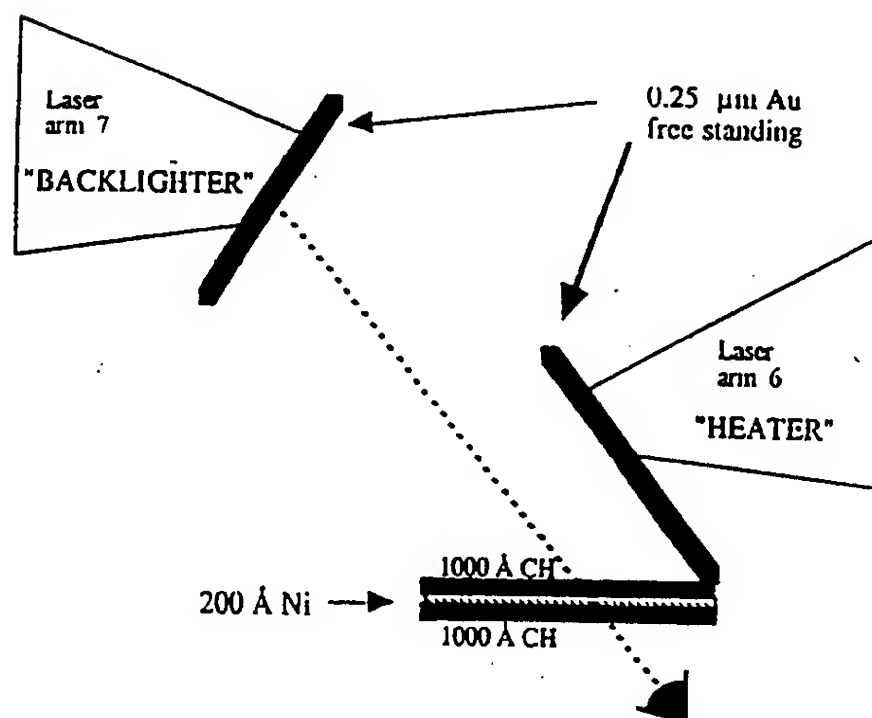 Laser
arm 7
"BACKLIGHTER"
0.25 µm Au
free standing
Laser
arm 6
"HEATER"
1000 Å CH
200 Å Ni
1000 Å CH